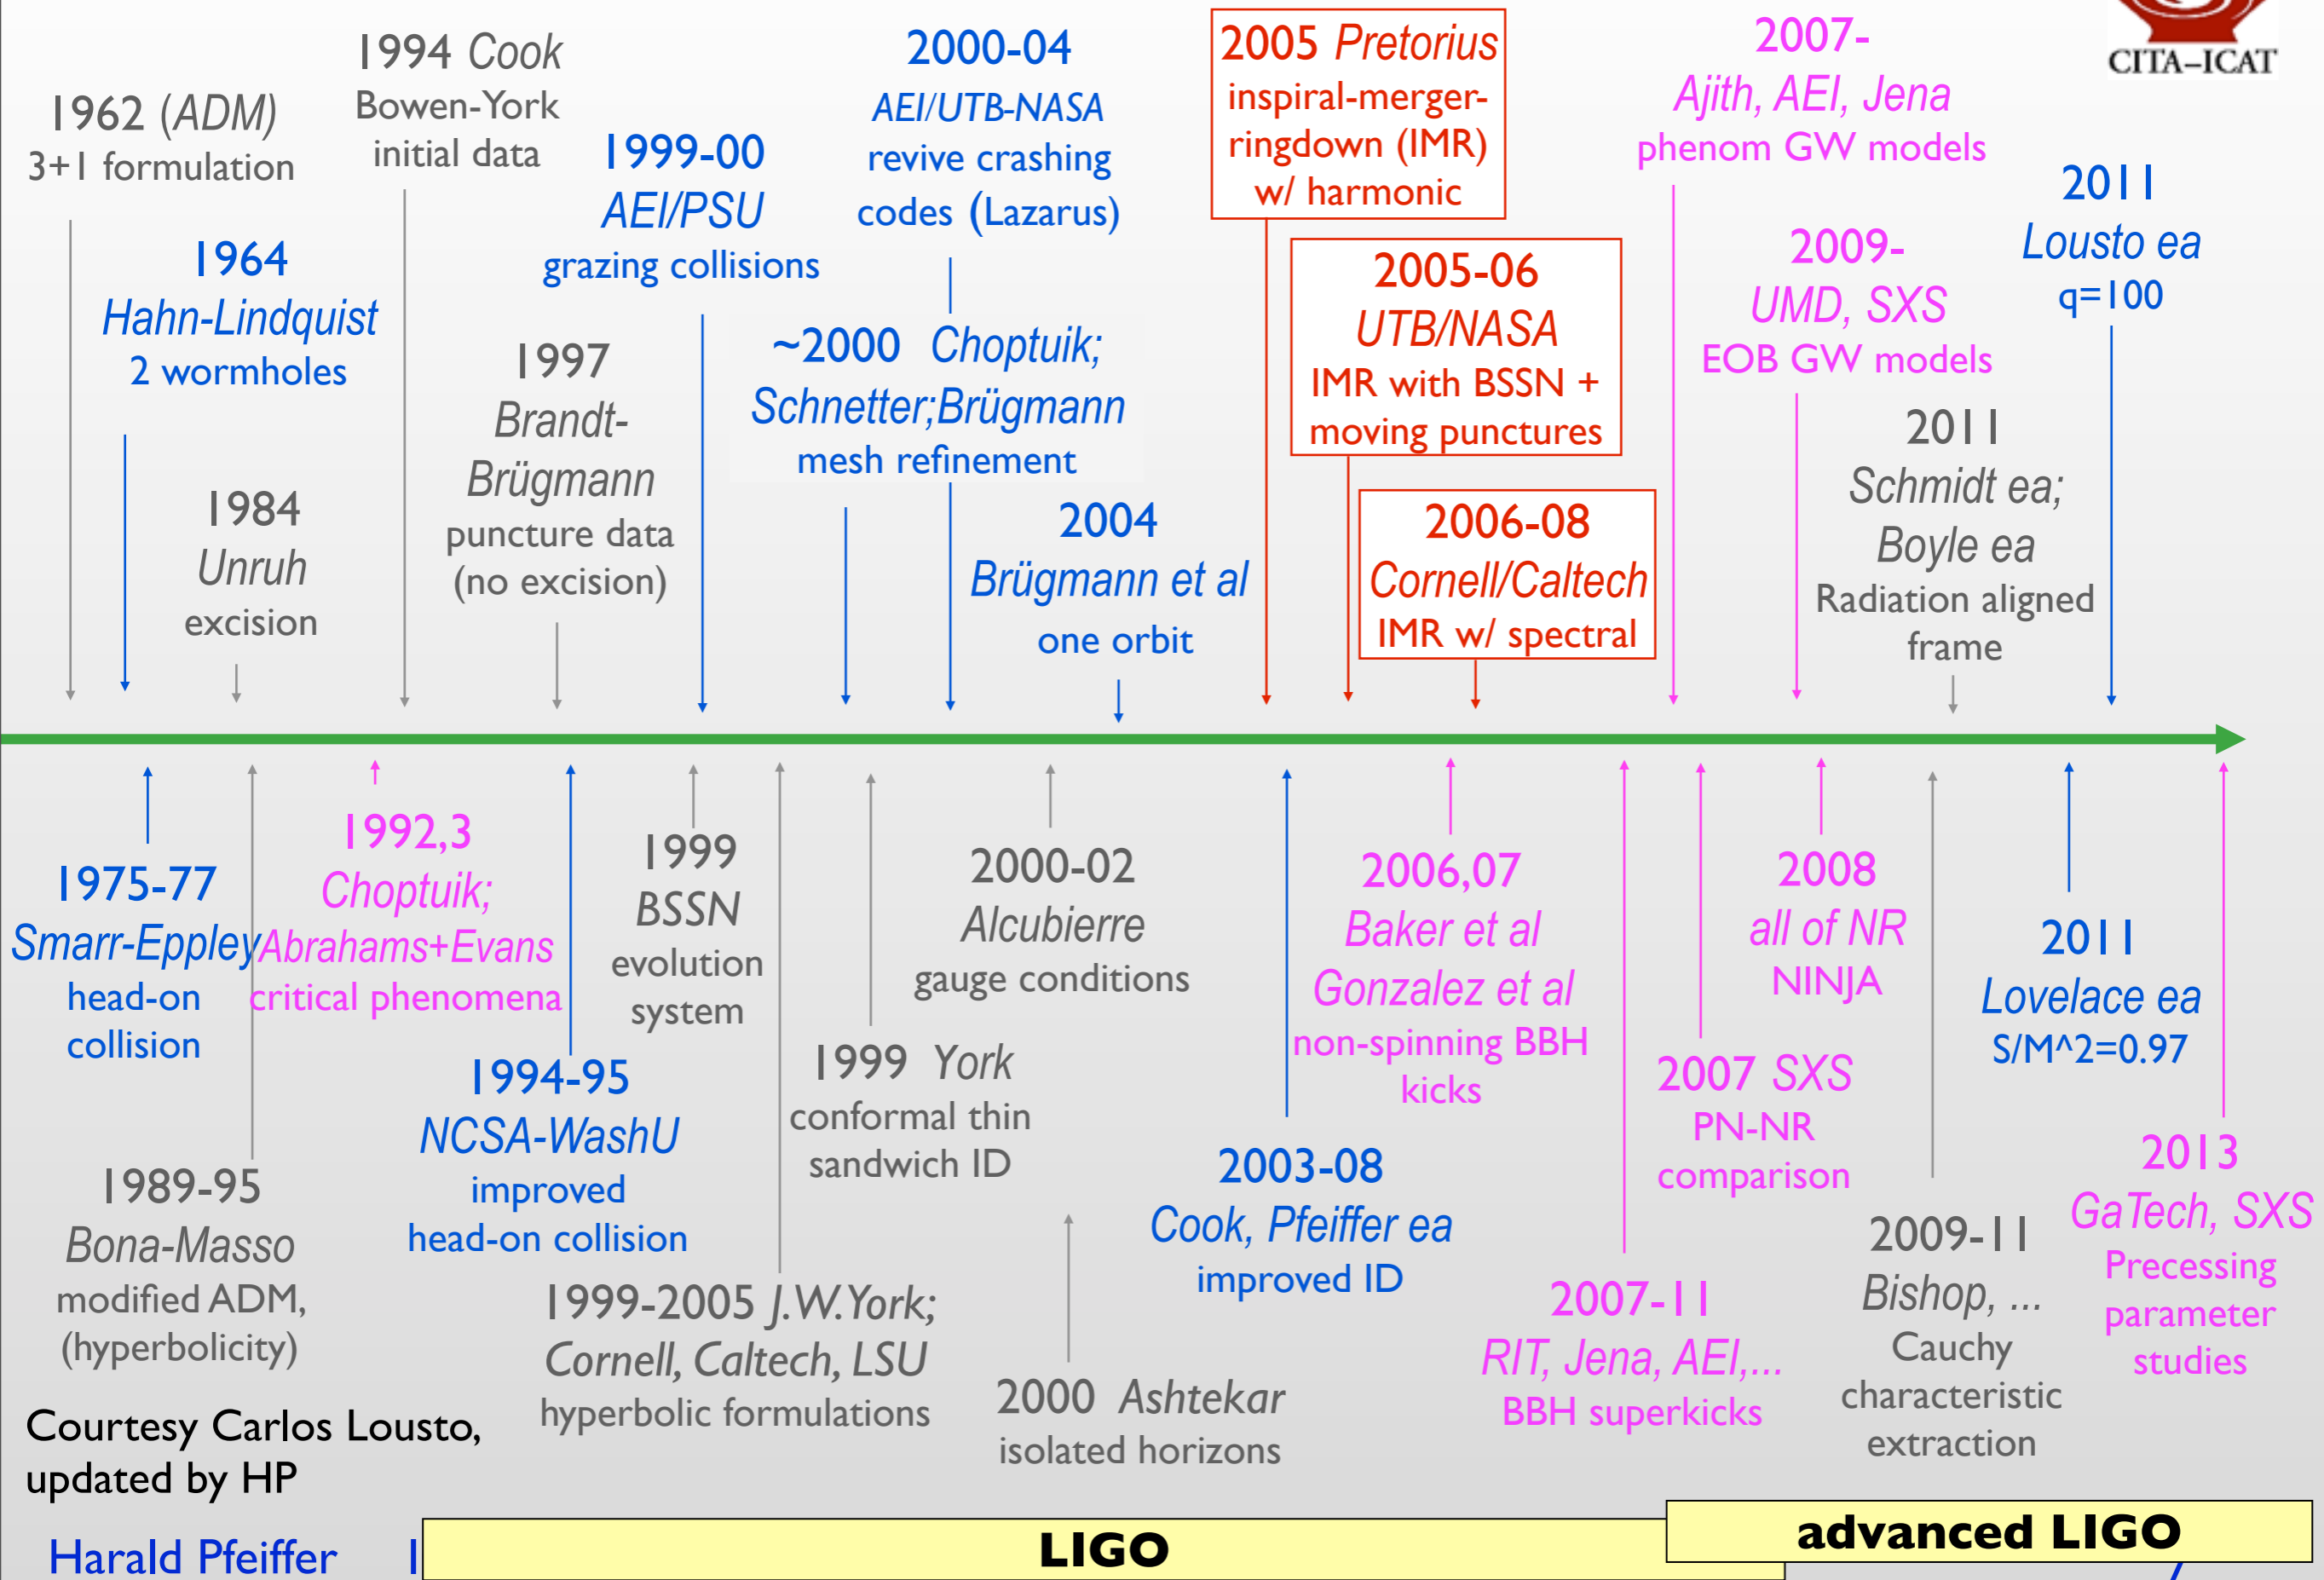 CITA–ICAT
1962 (ADM)
3+1 formulation
1994 Cook
Bowen-York
initial data
1964
Hahn-Lindquist
2 wormholes
1984
Unruh
excision
1997
Brandt-
Brügmann
puncture data
(no excision)
1999-00
AEI/PSU
grazing collisions
2000-04
AEI/UTB-NASA
revive crashing
codes (Lazarus)
~2000 Choptuik;
Schnetter;Brügmann
mesh refinement
2004
Brügmann et al
one orbit
2005 Pretorius
inspiral-merger-
ringdown (IMR)
w/ harmonic
2005-06
UTB/NASA
IMR with BSSN +
moving punctures
2006-08
Cornell/Caltech
IMR w/ spectral
2007-
Ajith, AEI, Jena
phenom GW models
2009-
UMD, SXS
EOB GW models
2011
Schmidt ea;
Boyle ea
Radiation aligned
frame
2011
Lousto ea
q=100
1975-77
Smarr-Eppley
head-on
collision
1989-95
Bona-Masso
modified ADM,
(hyperbolicity)
1992,3
Choptuik;
Abrahams+Evans
critical phenomena
1994-95
NCSA-WashU
improved
head-on collision
1999
BSSN
evolution
system
1999-2005 J.W.York;
Cornell, Caltech, LSU
hyperbolic formulations
1999 York
conformal thin
sandwich ID
2000-02
Alcubierre
gauge conditions
2000 Ashtekar
isolated horizons
2003-08
Cook, Pfeiffer ea
improved ID
2006,07
Baker et al
Gonzalez et al
non-spinning BBH
kicks
2007-11
RIT, Jena, AEI,...
BBH superkicks
2007 SXS
PN-NR
comparison
2008
all of NR
NINJA
2009-11
Bishop, ...
Cauchy
characteristic
extraction
2011
Lovelace ea
S/M^2=0.97
2013
GaTech, SXS
Precessing
parameter
studies
Courtesy Carlos Lousto,
updated by HP
Harald Pfeiffer
LIGO
advanced LIGO